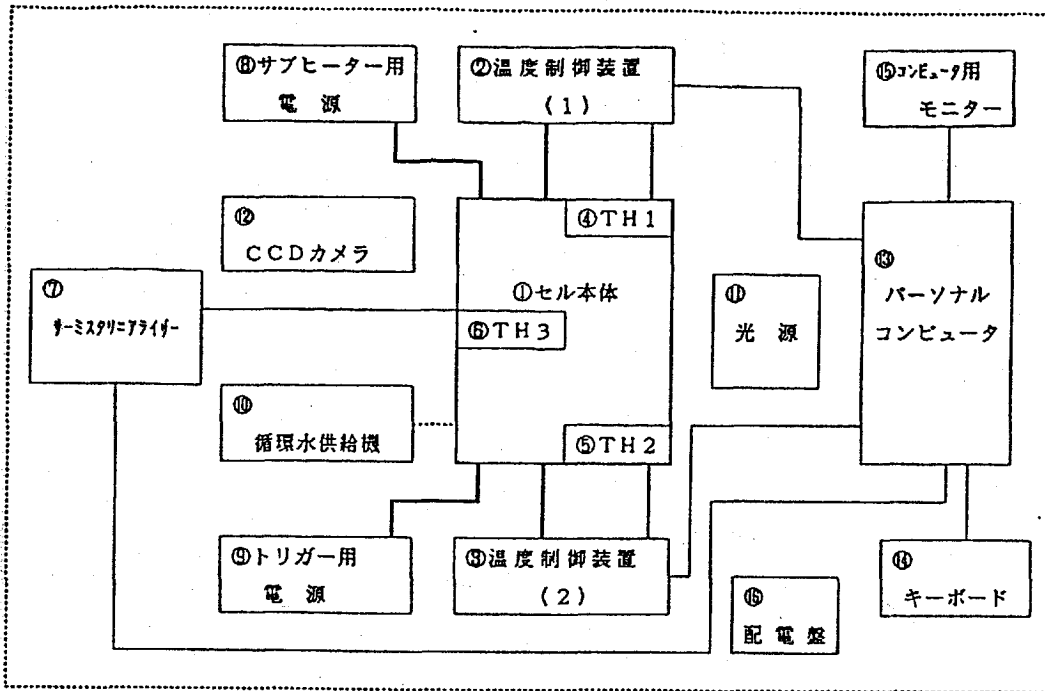 ⑧サブヒーター用
電 源
②温度制御装置
(1)
⑮コンピュータ用
モニター
④TH1
⑫
CCDカメラ
⑬
パーソナル
コンピュータ
①セル本体
⑦
サーミスタリニアライザー
⑪
光 源
⑥TH3
⑩
循環水供給機
⑤TH2
⑨トリガー用
電 源
③温度制御装置
(2)
⑭
キーボード
⑯
配電盤